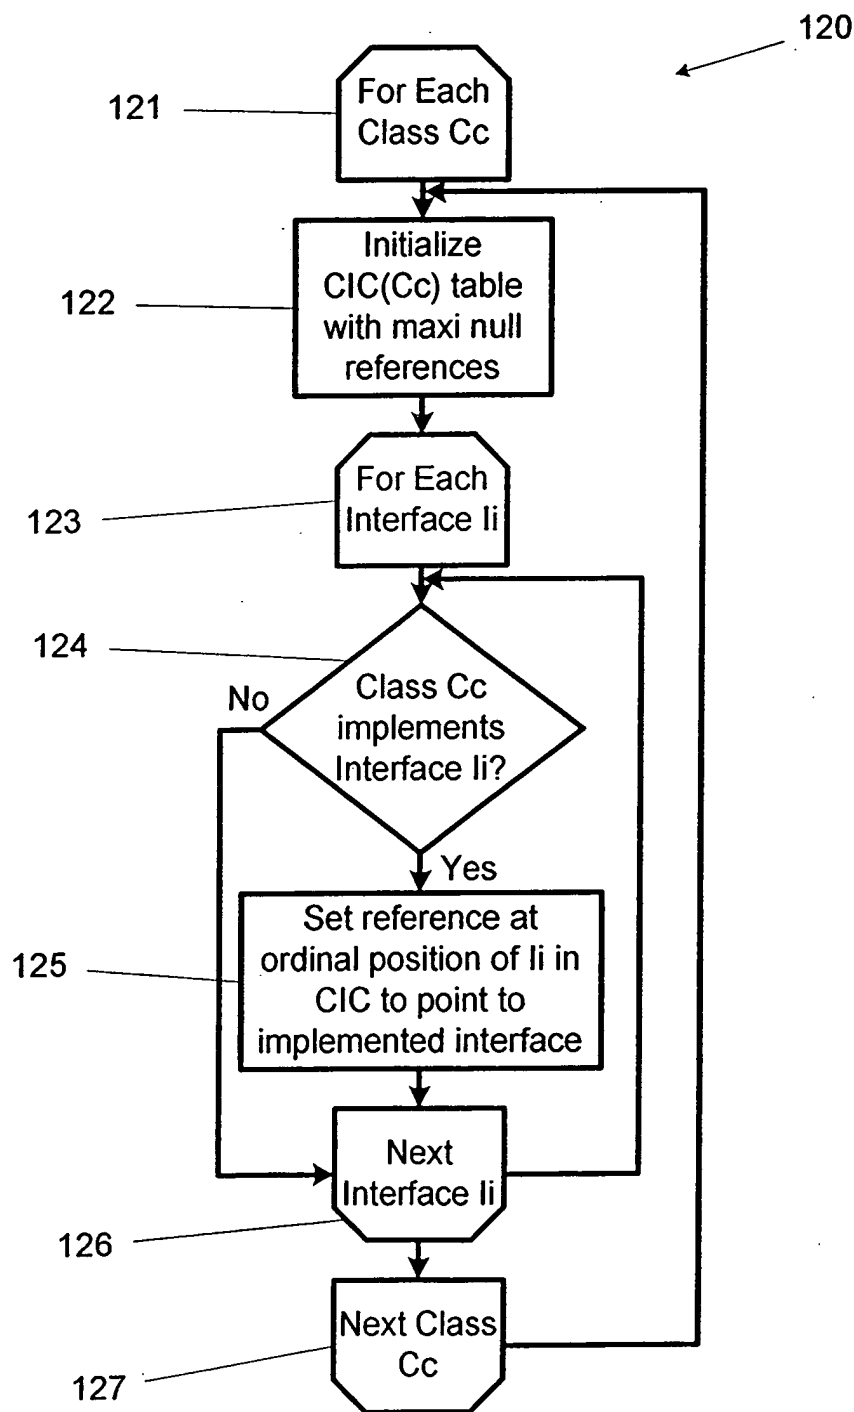 120
121
For Each
Class Cc
122
Initialize
CIC(Cc) table
with maxi null
references
123
For Each
Interface Ii
124
No
Class Cc
implements
Interface Ii?
Yes
125
Set reference at
ordinal position of Ii in
CIC to point to
implemented interface
Next
Interface Ii
126
Next Class
Cc
127